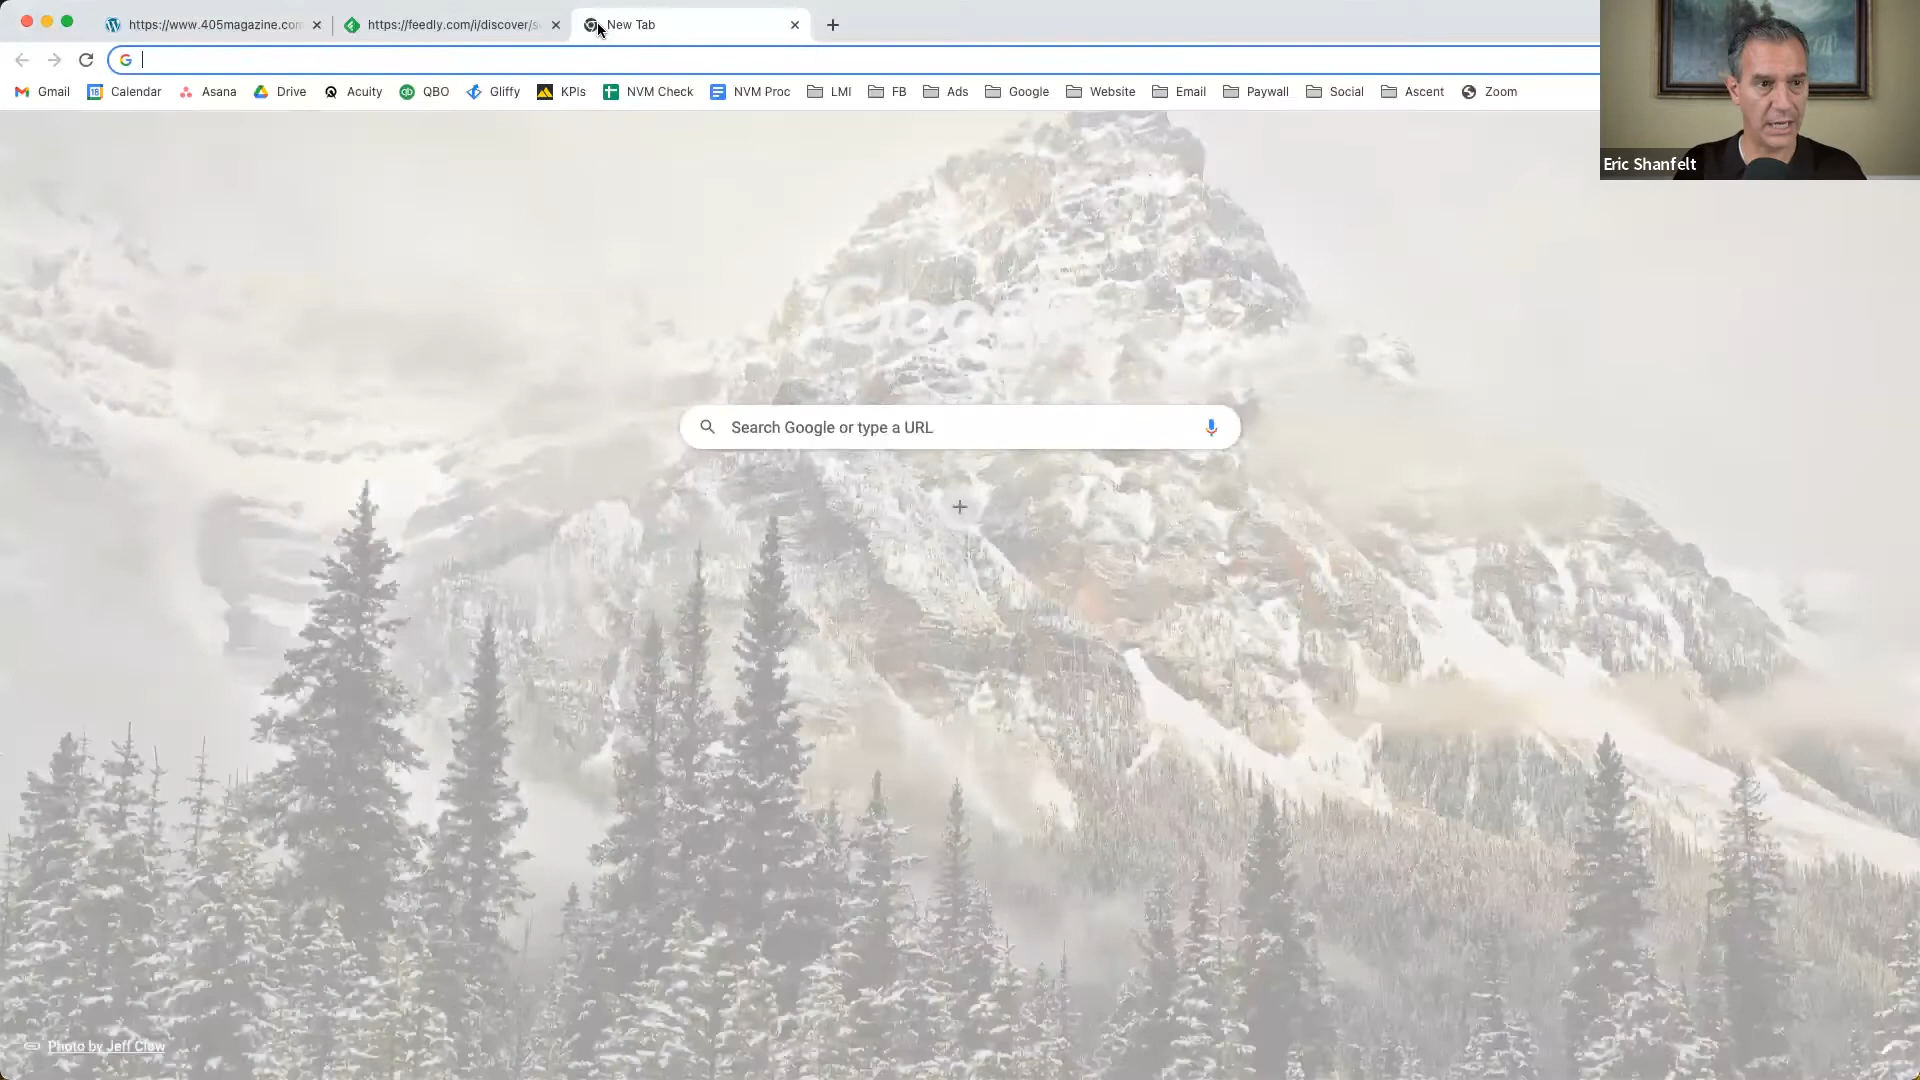 https://www.405magazine.com
https://feedly.com/i/discover/s
New Tab
Gmail
Calendar
Asana
Drive
Acuity
QBO
Gliffy
KPIs
NVM Check
NVM Proc
LMI
FB
Ads
Google
Website
Email
Paywall
Social
Ascent
Zoom
Eric Shanfelt
Google
Search Google or type a URL
Photo by Jeff Clow